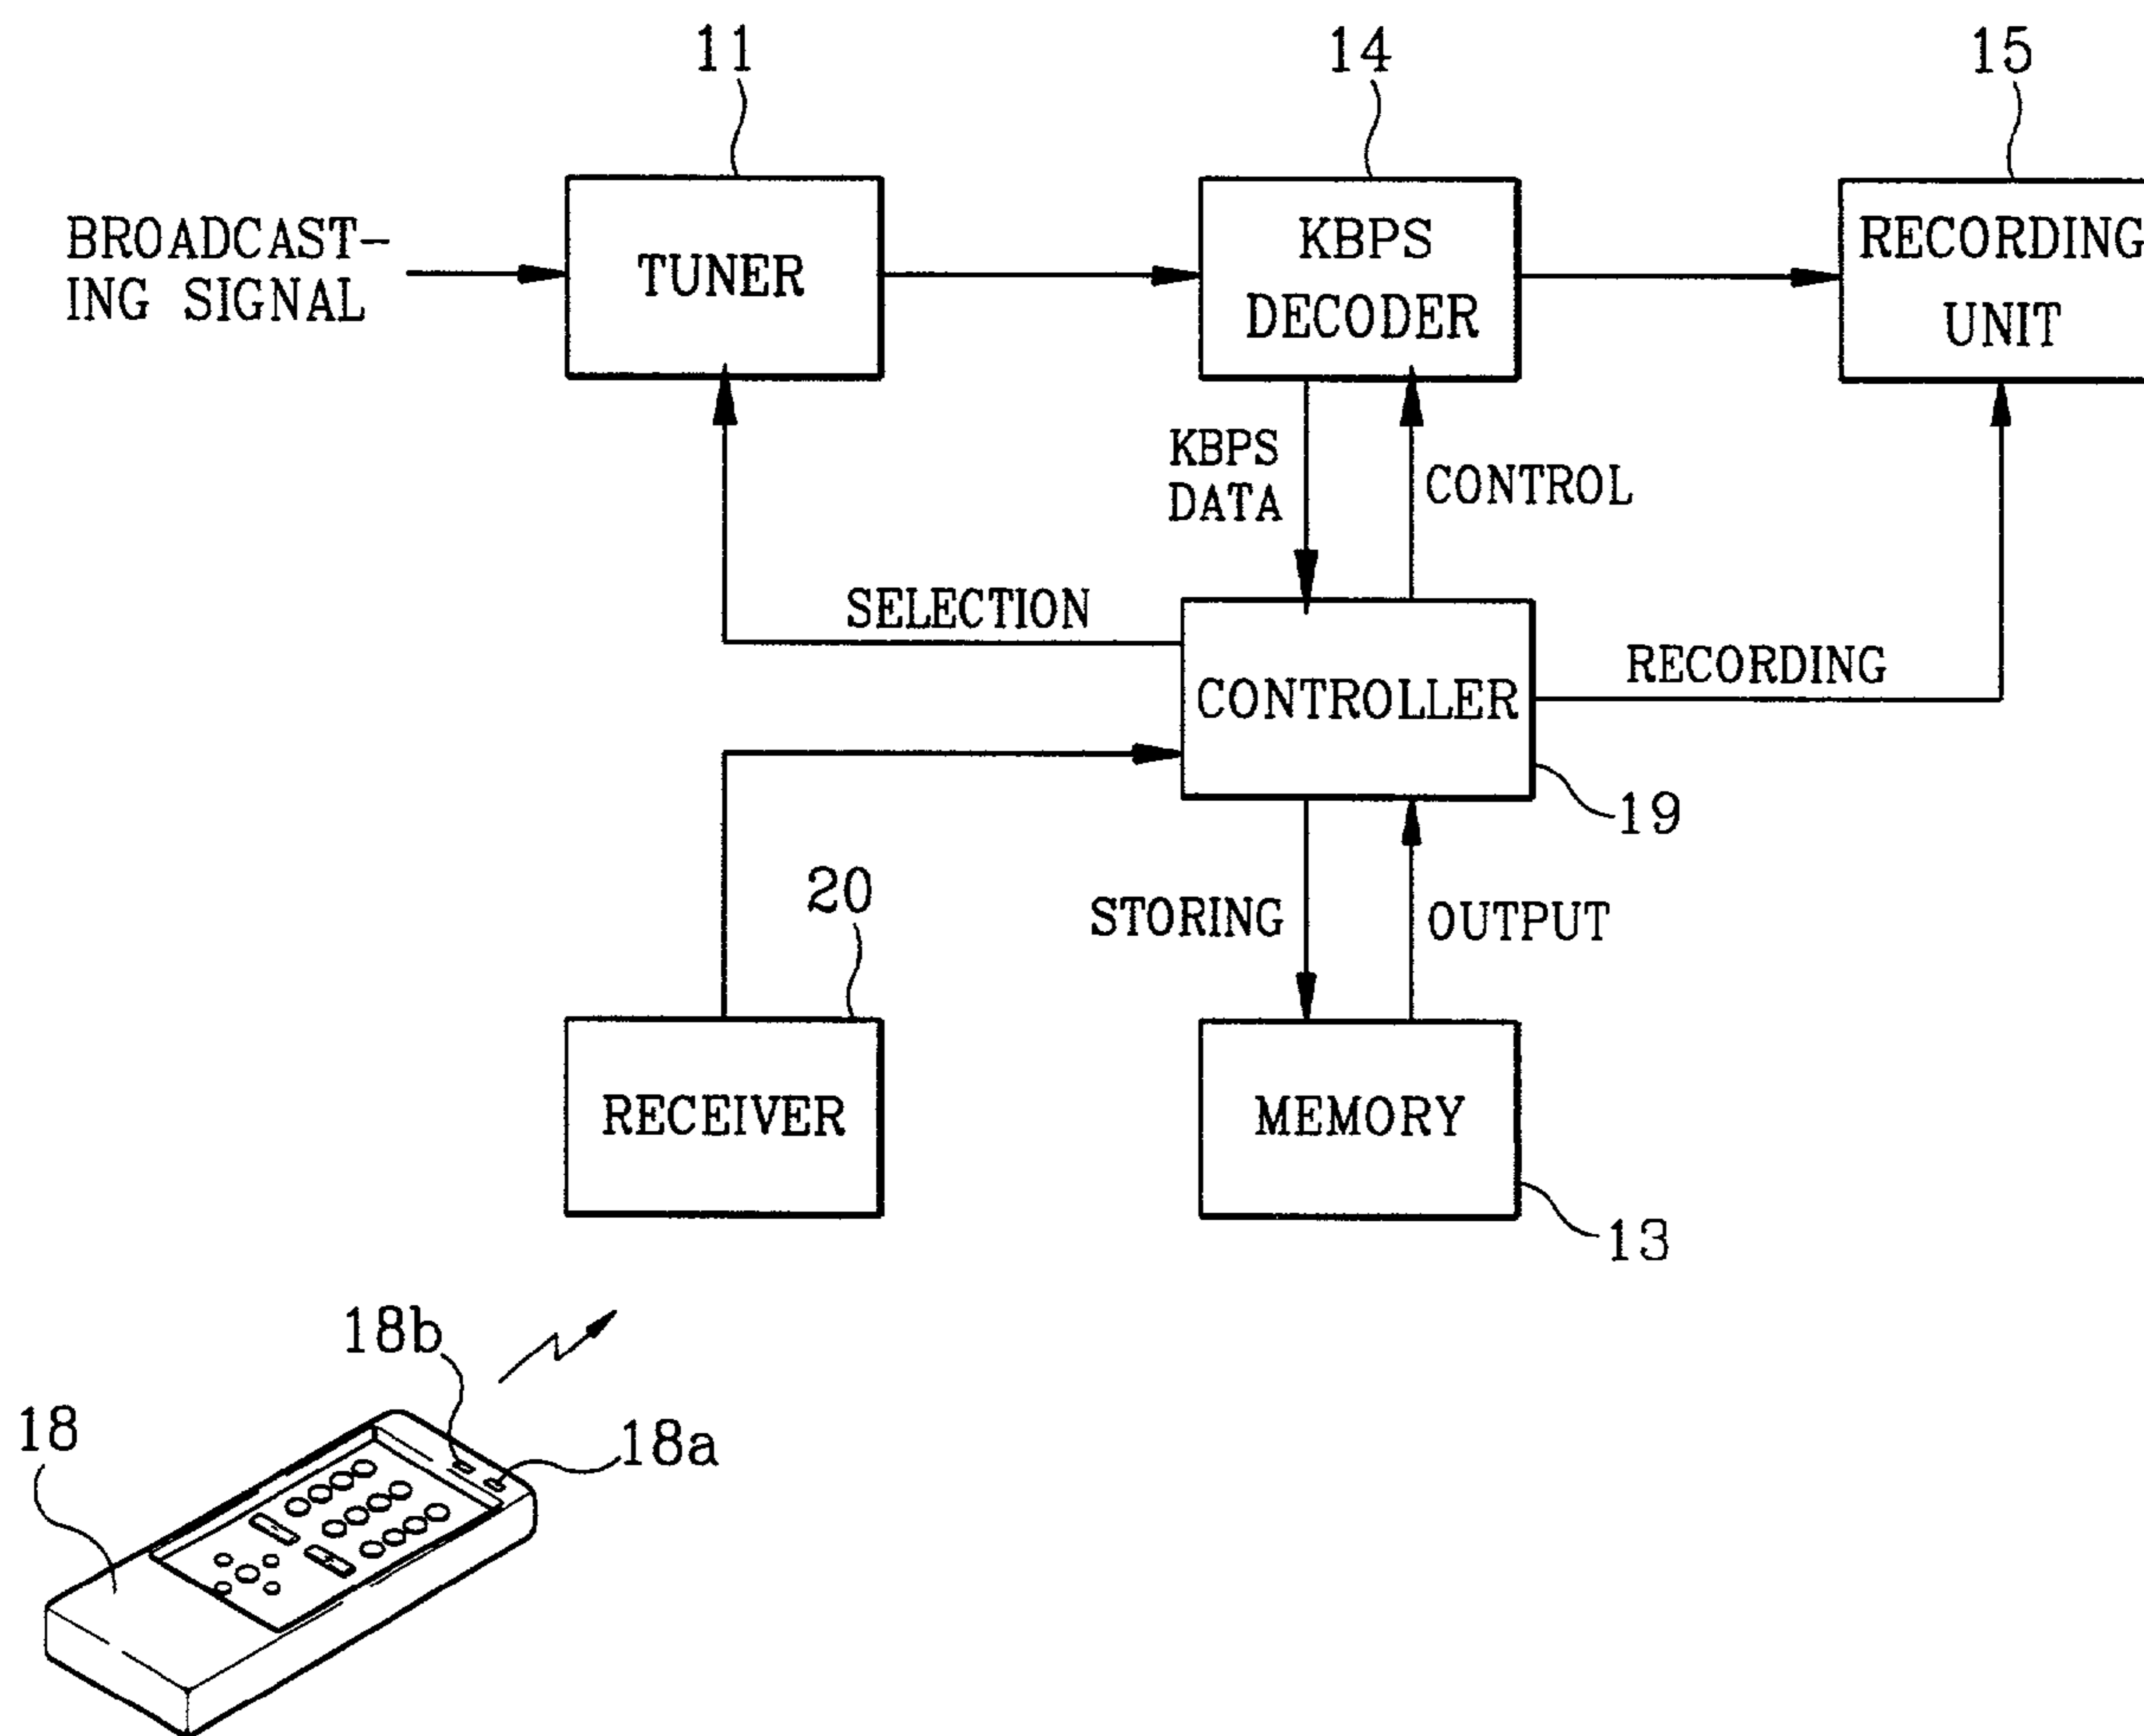 11
14
15
BROADCAST-
ING SIGNAL
TUNER
KBPS
DECODER
RECORDING
UNIT
KBPS
DATA
CONTROL
SELECTION
CONTROLLER
RECORDING
19
20
STORING
OUTPUT
RECEIVER
MEMORY
13
18b
18
18a